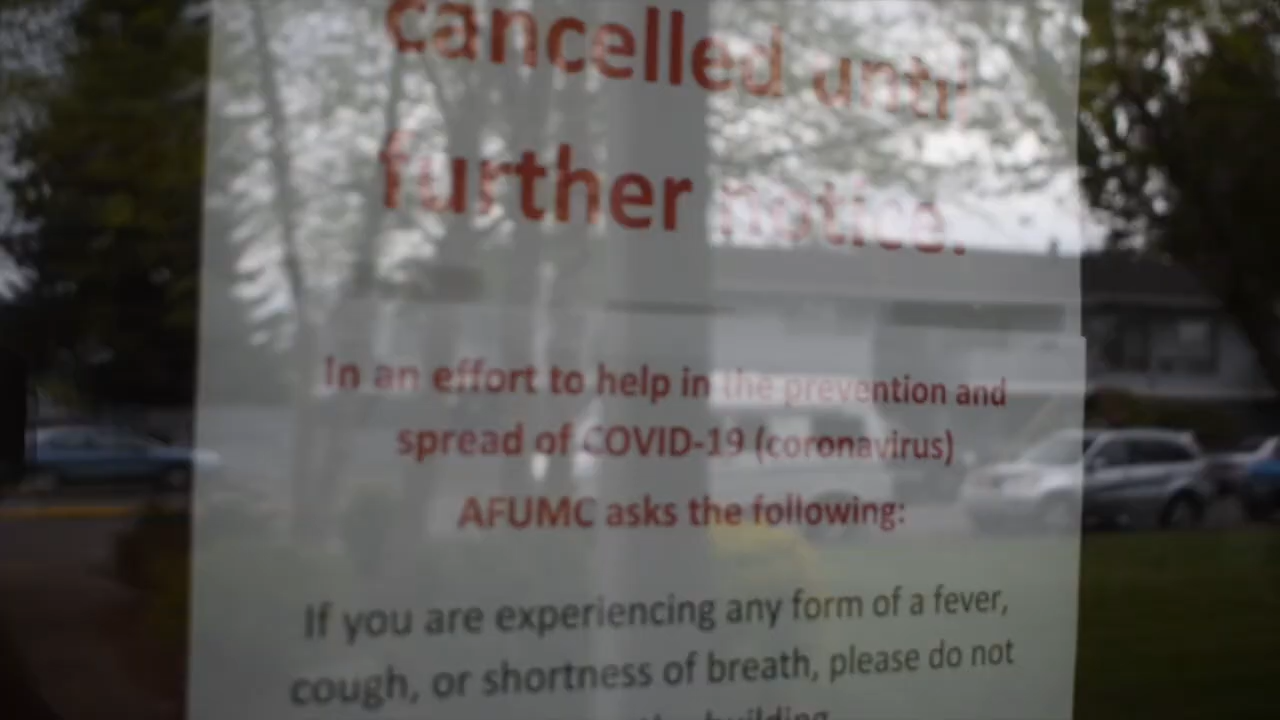 cancelled until
further notice.
In an effort to help in the prevention and
spread of COVID-19 (coronavirus)
AFUMC asks the following:
If you are experiencing any form of a fever,
cough, or shortness of breath, please do not
building